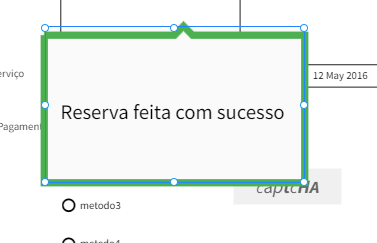 erviço
12 May 2016
Reserva feita com sucesso
Pagament
captcHA
metodo3
metodo4